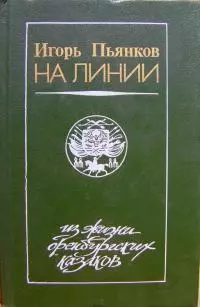 Игорь Пьянков
НА ЛИНИИ
из жизни
оренбургских
казаков